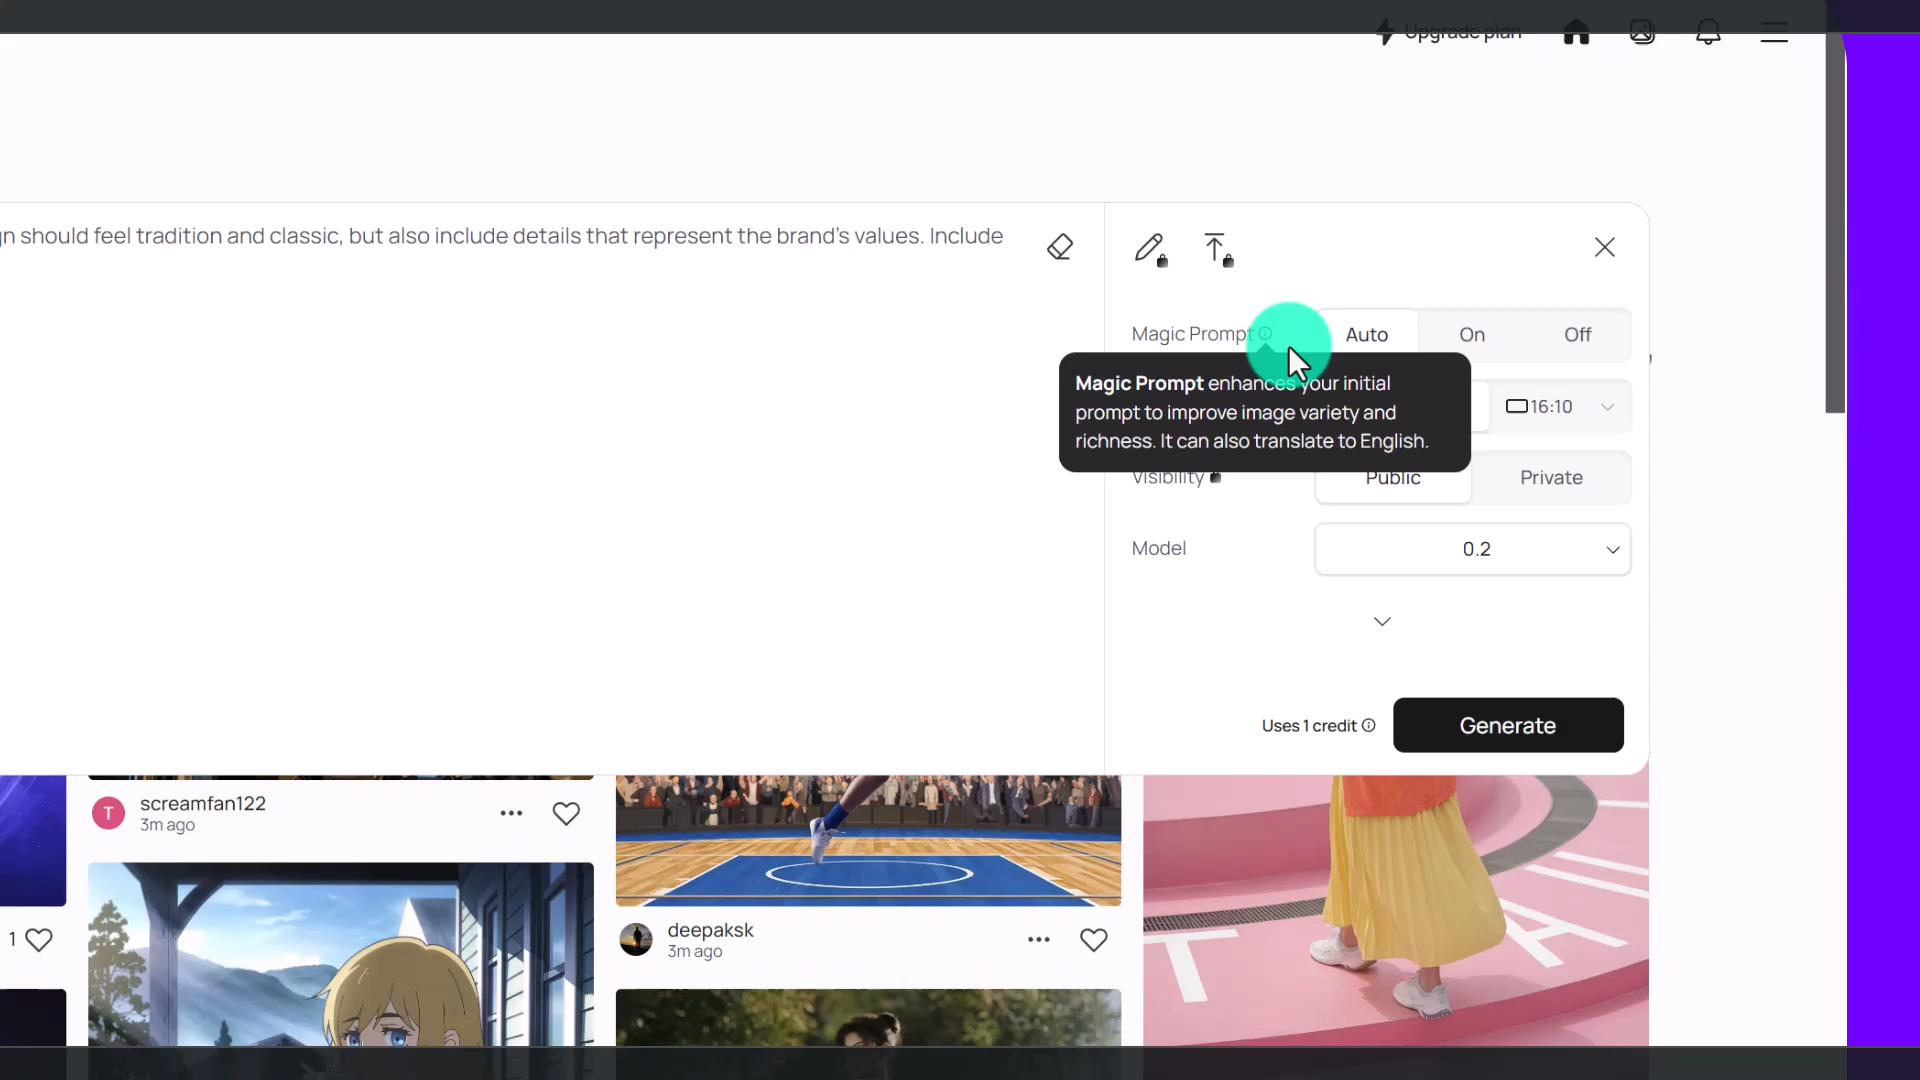 Upgrade plan
gn should feel tradition and classic, but also include details that represent the brand's values. Include
Magic Prompt
Auto
On
Off
Magic Prompt enhances your initial
prompt to improve image variety and
richness. It can also translate to English.
16:10
Visibility
Public
Private
Model
0.2
Uses 1 credit
Generate
T
screamfan122
3m ago
1
deepaksk
3m ago
T A